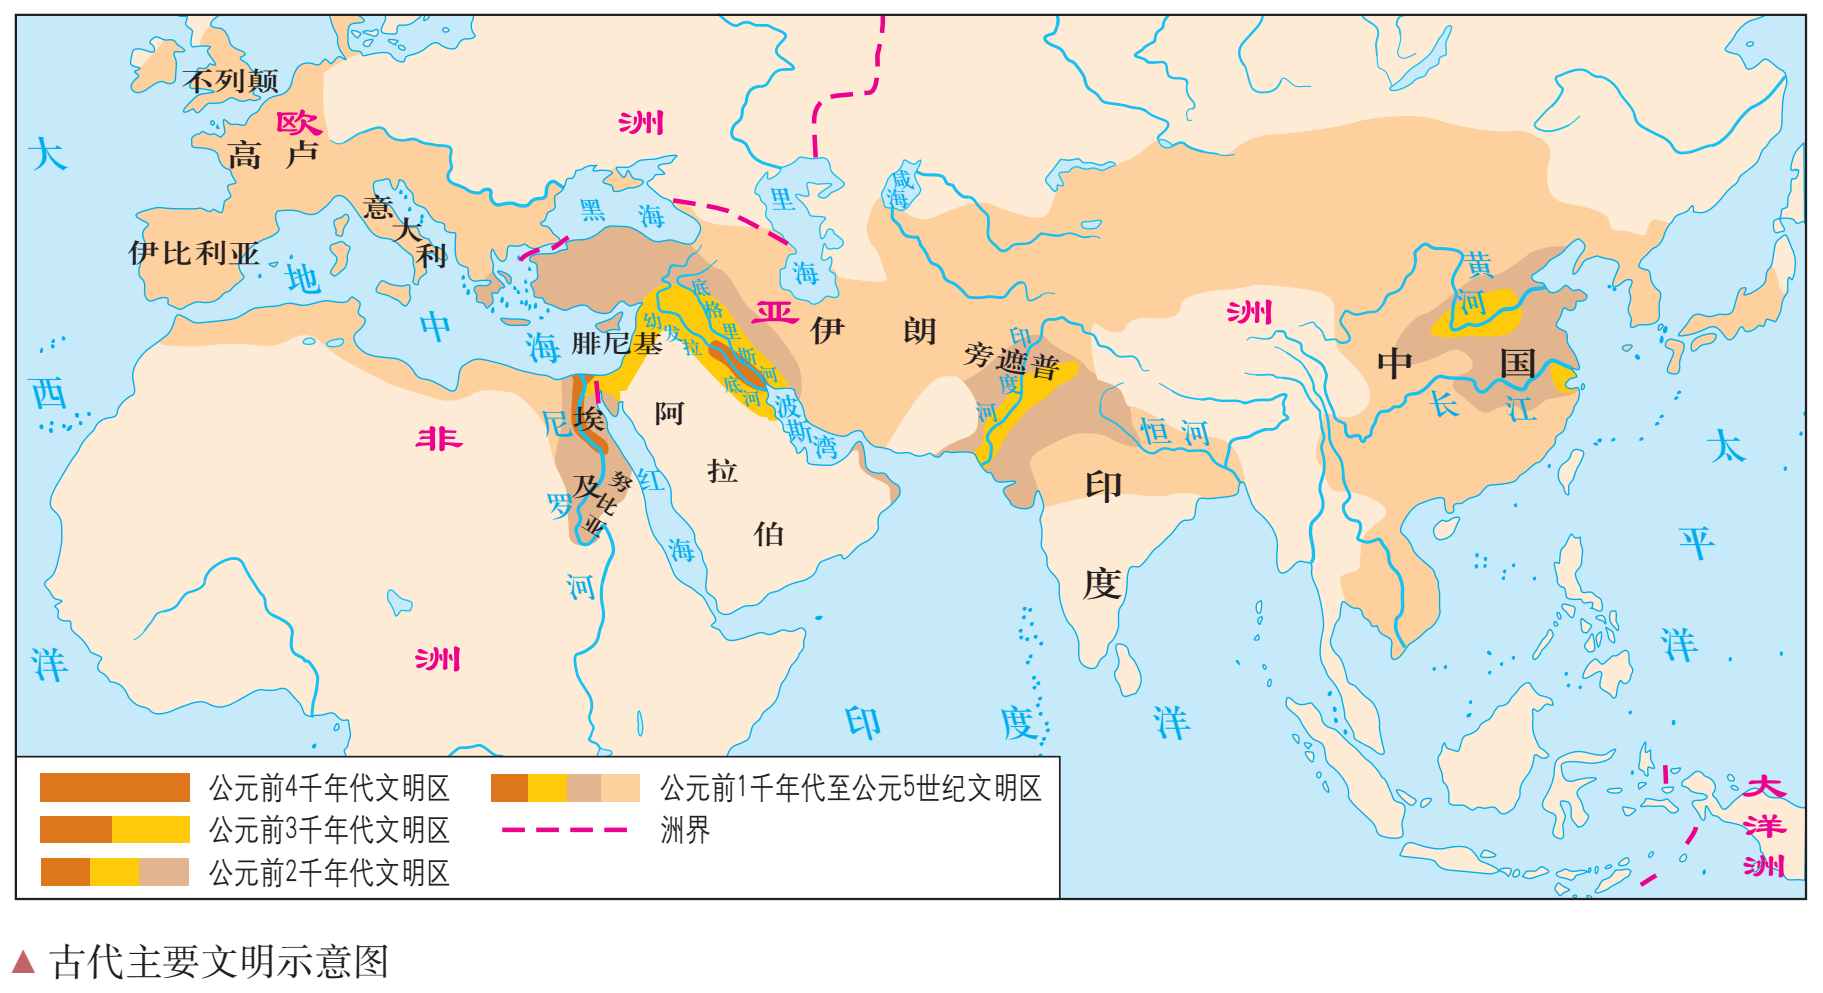 不列颠
欧
洲
大
高卢
意大利
伊比利亚
地中海
黑海
里海
咸海
底格里斯河
幼发拉底河
亚
洲
伊朗
腓尼基
旁遮普
印度河
黄河
中国
长江
恒河
西
非
洲
尼罗河
埃及
努比亚
红海
阿拉伯
波斯湾
印度
太平洋
洋
印度洋
大洋洲
公元前4千年代文明区
公元前3千年代文明区
公元前2千年代文明区
公元前1千年代至公元5世纪文明区
洲界
▲ 古代主要文明示意图